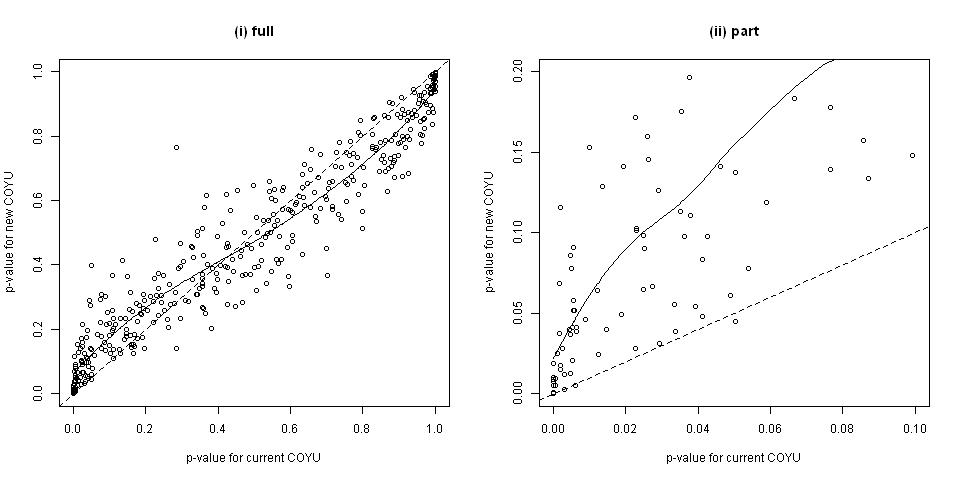 (i) full
p-value for new COYU
0.0 0.2 0.4 0.6 0.8 1.0
0.0 0.2 0.4 0.6 0.8 1.0
p-value for current COYU
(ii) part
p-value for new COYU
0.00 0.05 0.10 0.15 0.20
0.00 0.02 0.04 0.06 0.08 0.10
p-value for current COYU